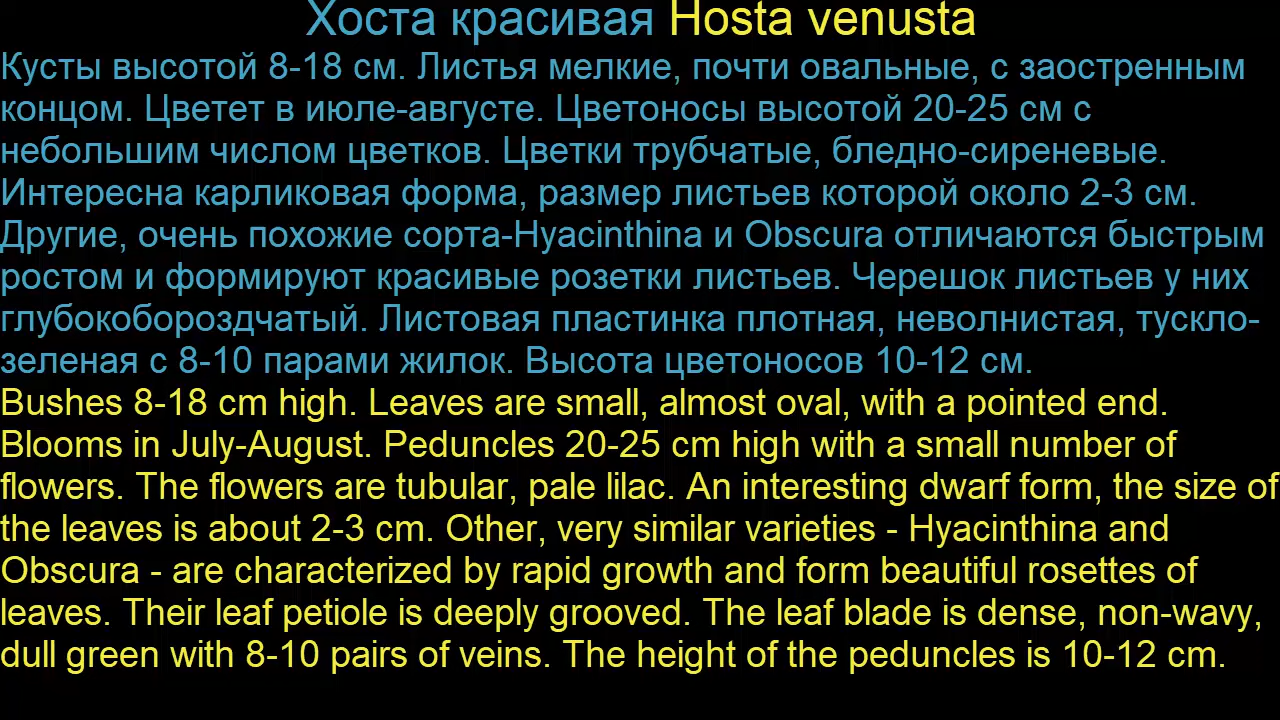 Хоста красивая Hosta venusta
Кусты высотой 8-18 см. Листья мелкие, почти овальные, с заостренным
концом. Цветет в июле-августе. Цветоносы высотой 20-25 см с
небольшим числом цветков. Цветки трубчатые, бледно-сиреневые.
Интересна карликовая форма, размер листьев которой около 2-3 см.
Другие, очень похожие сорта-Hyacinthina и Obscura отличаются быстрым
ростом и формируют красивые розетки листьев. Черешок листьев у них
глубокобороздчатый. Листовая пластинка плотная, неволнистая, тускло-
зеленая с 8-10 парами жилок. Высота цветоносов 10-12 см.
Bushes 8-18 cm high. Leaves are small, almost oval, with a pointed end.
Blooms in July-August. Peduncles 20-25 cm high with a small number of
flowers. The flowers are tubular, pale lilac. An interesting dwarf form, the size of
the leaves is about 2-3 cm. Other, very similar varieties - Hyacinthina and
Obscura - are characterized by rapid growth and form beautiful rosettes of
leaves. Their leaf petiole is deeply grooved. The leaf blade is dense, non-wavy,
dull green with 8-10 pairs of veins. The height of the peduncles is 10-12 cm.